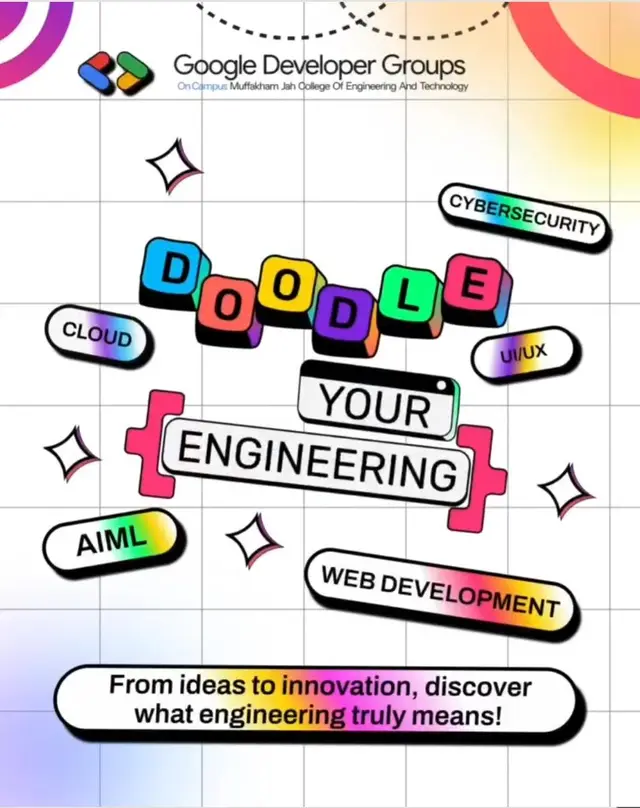 Google Developer Groups
On Campus Muffakham Jah College Of Engineering And Technology
CYBERSECURITY
DOODLE
CLOUD
UI/UX
YOUR
ENGINEERING
AIML
WEB DEVELOPMENT
From ideas to innovation, discover
what engineering truly means!